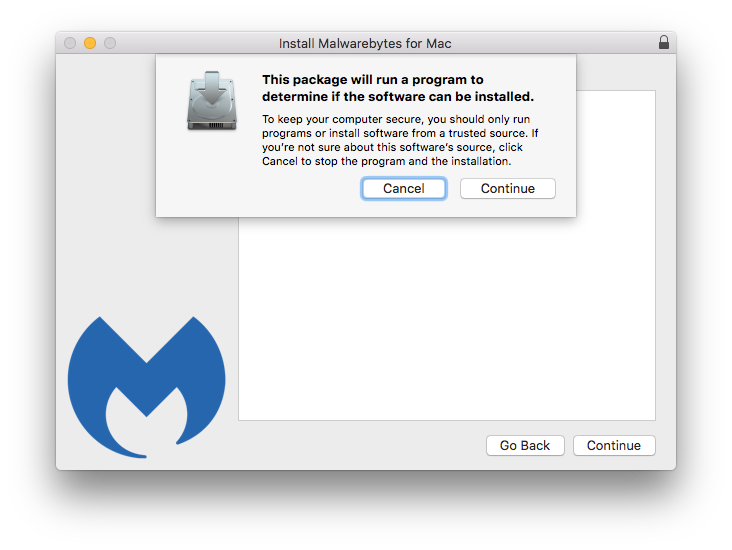 Install Malwarebytes for Mac
This package will run a program to
determine if the software can be installed.
To keep your computer secure, you should only run
programs or install software from a trusted source. If
you're not sure about this software's source, click
Cancel to stop the program and the installation.
Cancel
Continue
Go Back
Continue